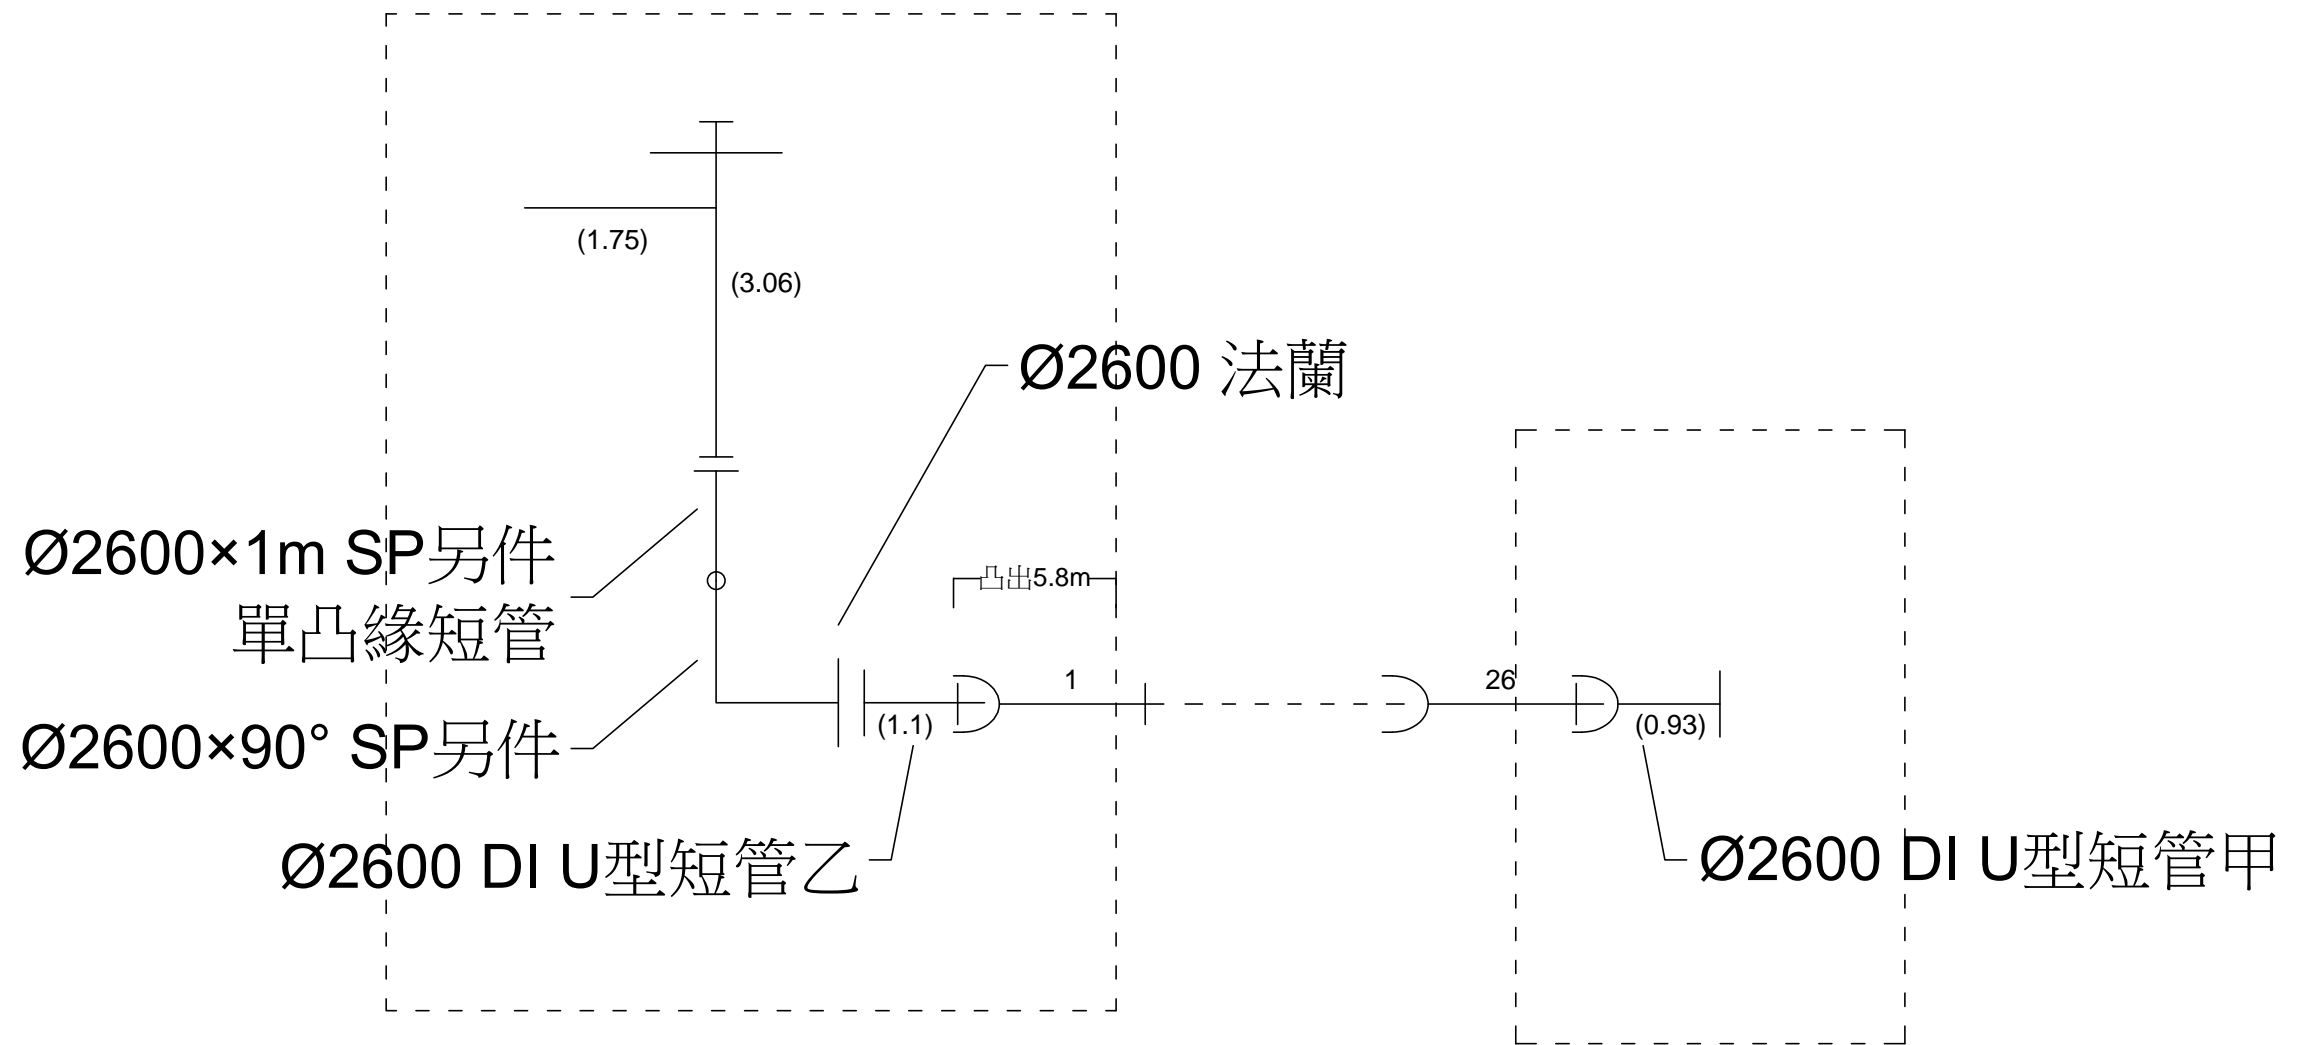 (1.75)
(3.06)
Ø2600 法蘭
Ø2600×1m SP另件
單凸緣短管
凸出5.8m
1
26
(1.1)
(0.93)
Ø2600×90° SP另件
Ø2600 DI U型短管乙
Ø2600 DI U型短管甲